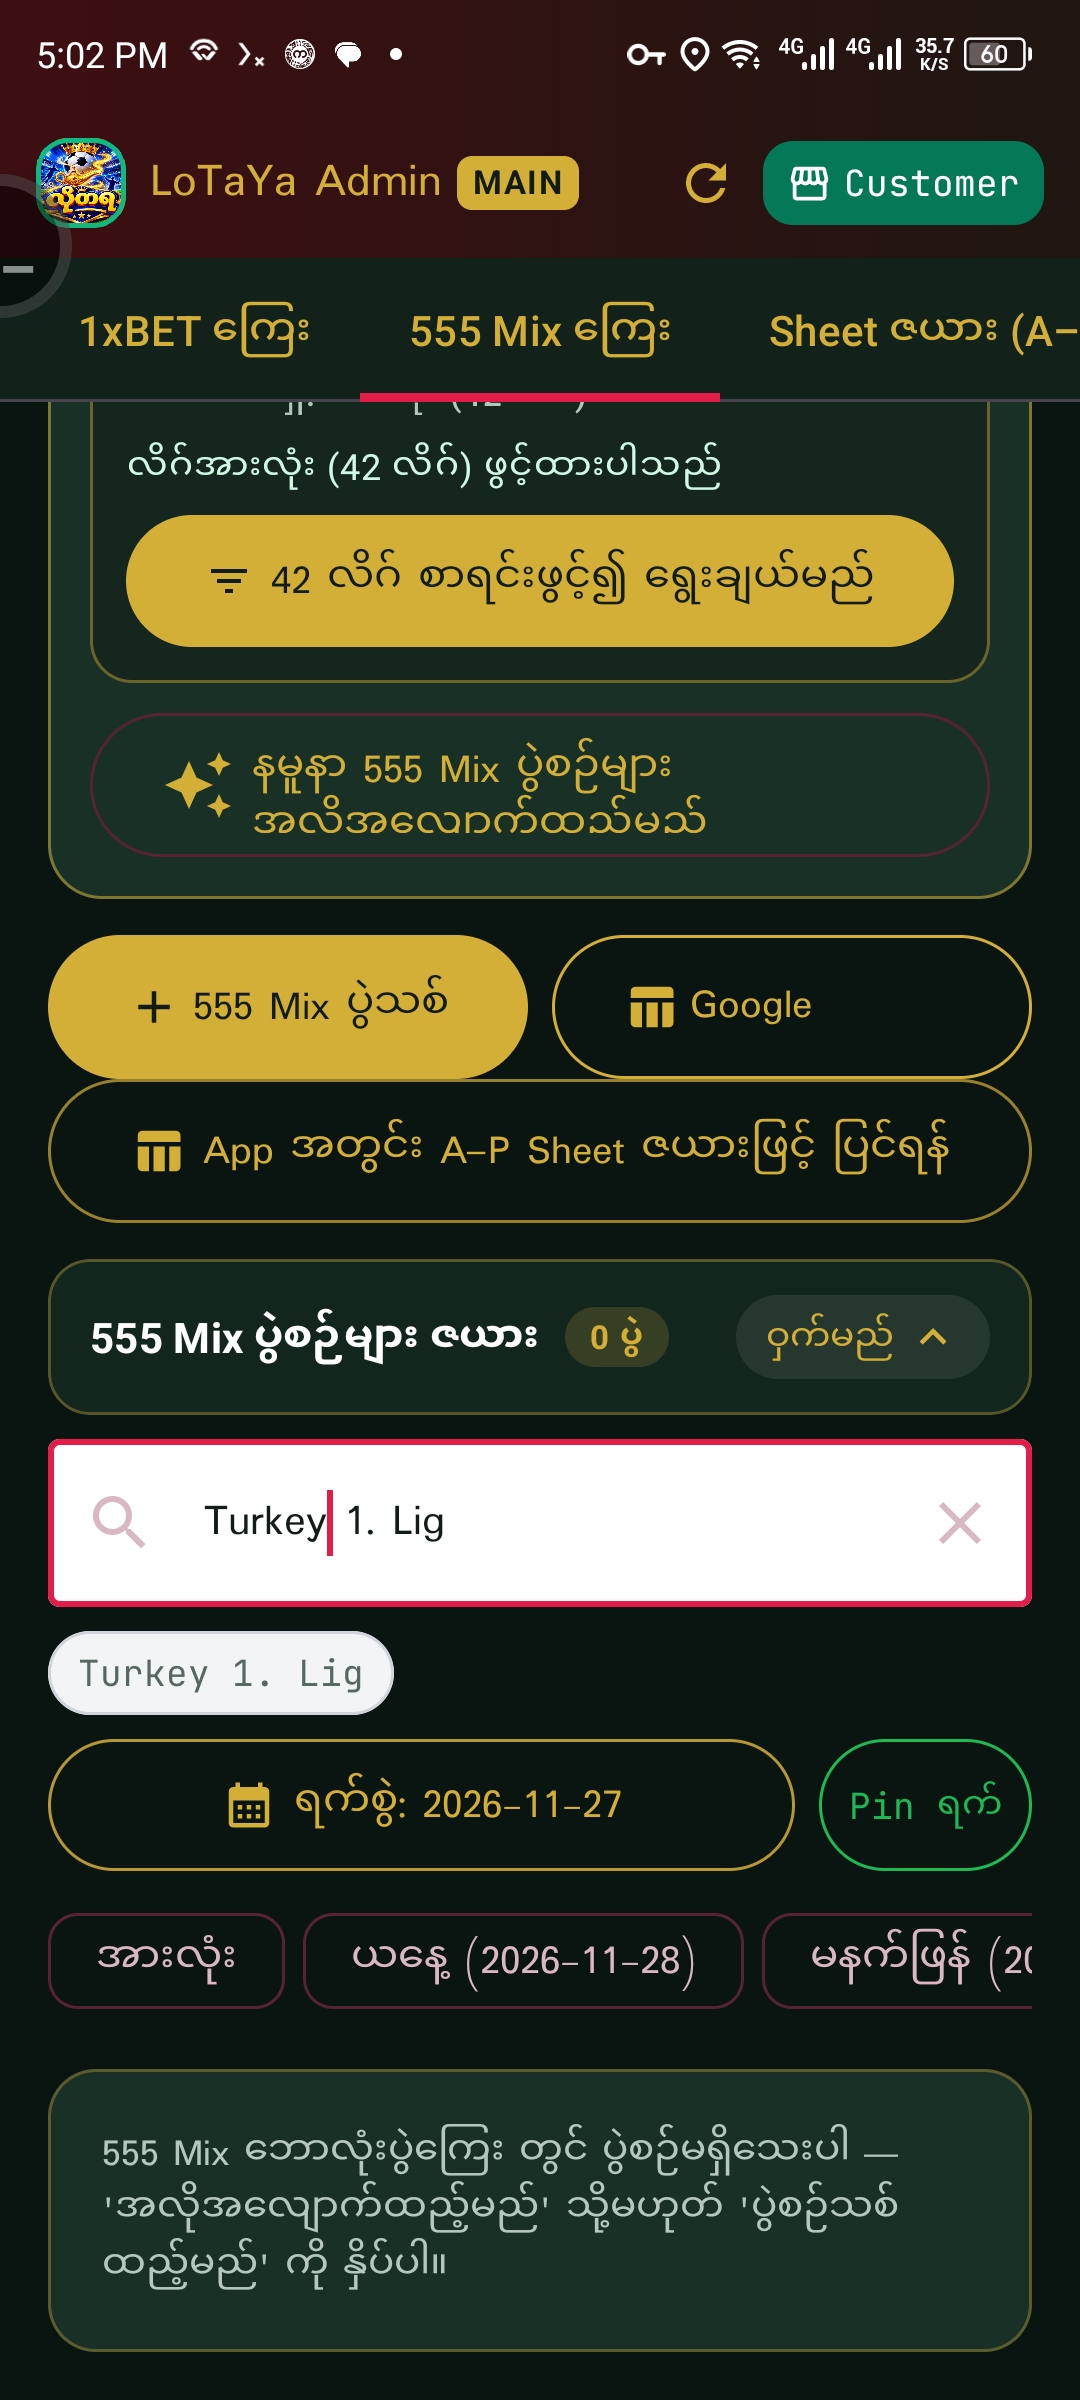 5:02 PM
4G 4G 35.7 K/S 60
လိုတရ
LoTaYa Admin MAIN Customer
1xBET ကြေး 555 Mix ကြေး Sheet ဇယား (A-
လိဂ်အားလုံး (42 လိဂ်) ဖွင့်ထားပါသည်
42 လိဂ် စာရင်းဖွင့်၍ ရွေးချယ်မည်
နမူနာ 555 Mix ပွဲစဉ်များ
အလိအလောက်ထည်မည်
+ 555 Mix ပွဲသစ် Google
App အတွင်း A-P Sheet ဇယားဖြင့် ပြင်ရန်
555 Mix ပွဲစဉ်များ ဇယား 0 ပွဲ ဝှက်မည်
Turkey 1. Lig
Turkey 1. Lig
ရက်စွဲ: 2026-11-27 Pin ရက်
အားလုံး ယနေ့ (2026-11-28) မနက်ဖြန် (20
555 Mix ဘောလုံးပွဲကြေး တွင် ပွဲစဉ်မရှိသေးပါ —
'အလိုအလျောက်ထည့်မည်' သို့မဟုတ် 'ပွဲစဉ်သစ်
ထည့်မည်' ကို နှိပ်ပါ။